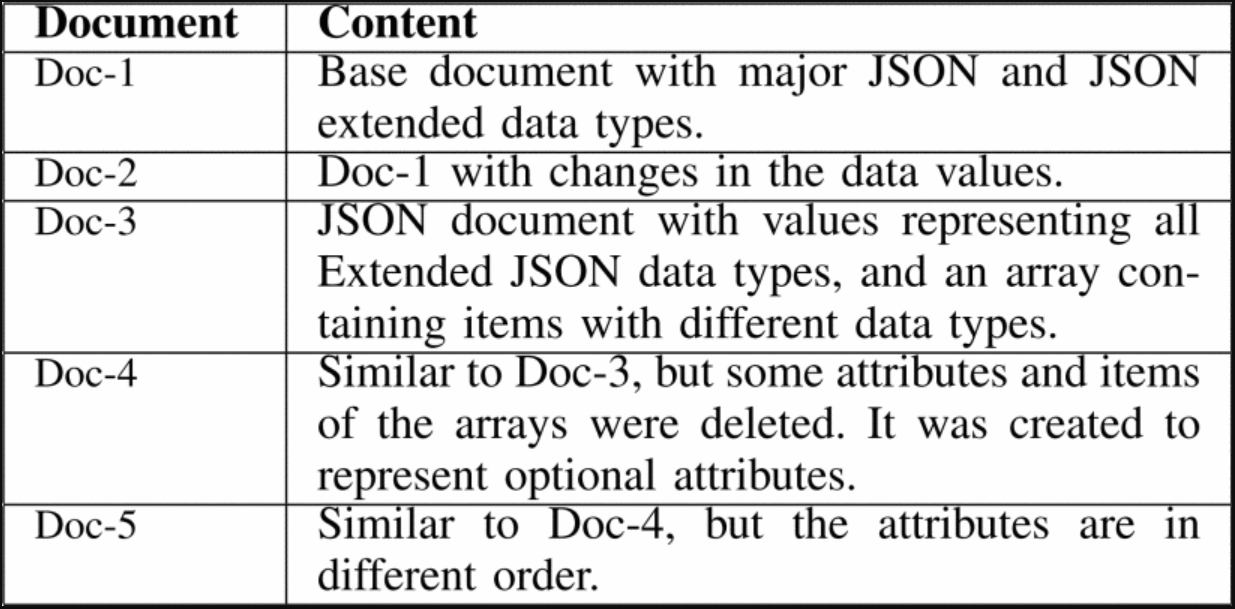 Document Content
Doc-1 Base document with major JSON and JSON
extended data types.
Doc-2 Doc-1 with changes in the data values.
Doc-3 JSON document with values representing all
Extended JSON data types, and an array con-
taining items with different data types.
Doc-4 Similar to Doc-3, but some attributes and items
of the arrays were deleted. It was created to
represent optional attributes.
Doc-5 Similar to Doc-4, but the attributes are in
different order.